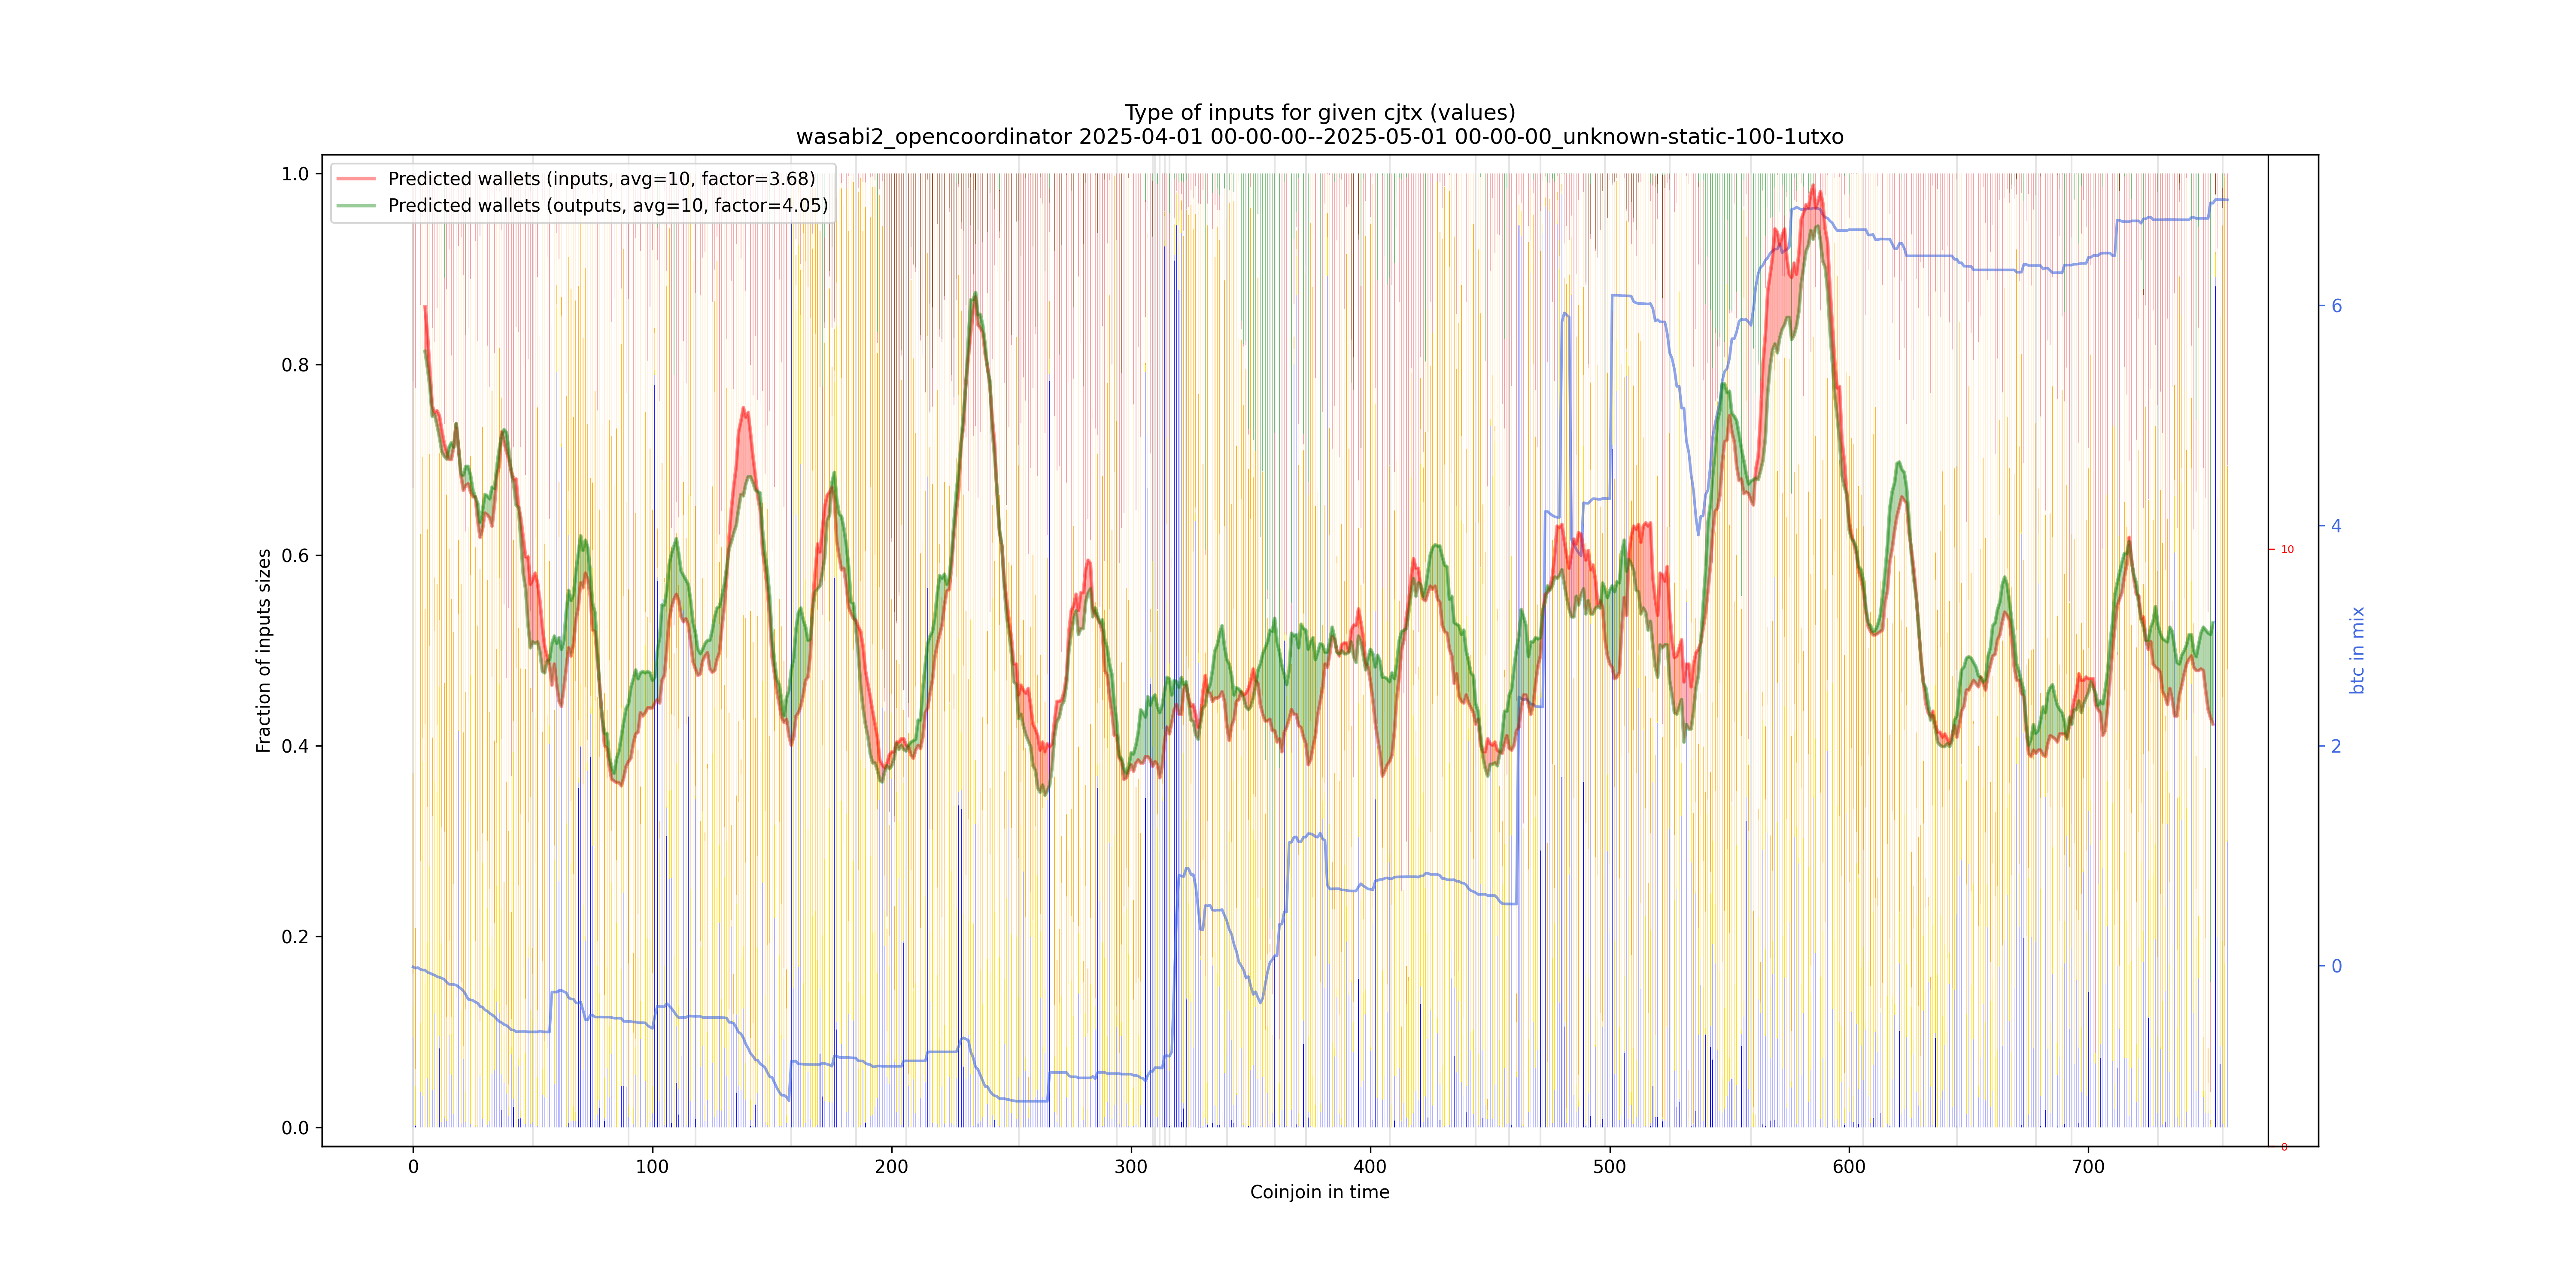 Type of inputs for given cjtx (values)
wasabi2_opencoordinator 2025-04-01 00-00-00--2025-05-01 00-00-00_unknown-static-100-1utxo
Predicted wallets (inputs, avg=10, factor=3.68)
Predicted wallets (outputs, avg=10, factor=4.05)
Fraction of inputs sizes
1.0
0.8
0.6
0.4
0.2
0.0
0 100 200 300 400 500 600 700
Coinjoin in time
10
0
6
4
2
0
btc in mix